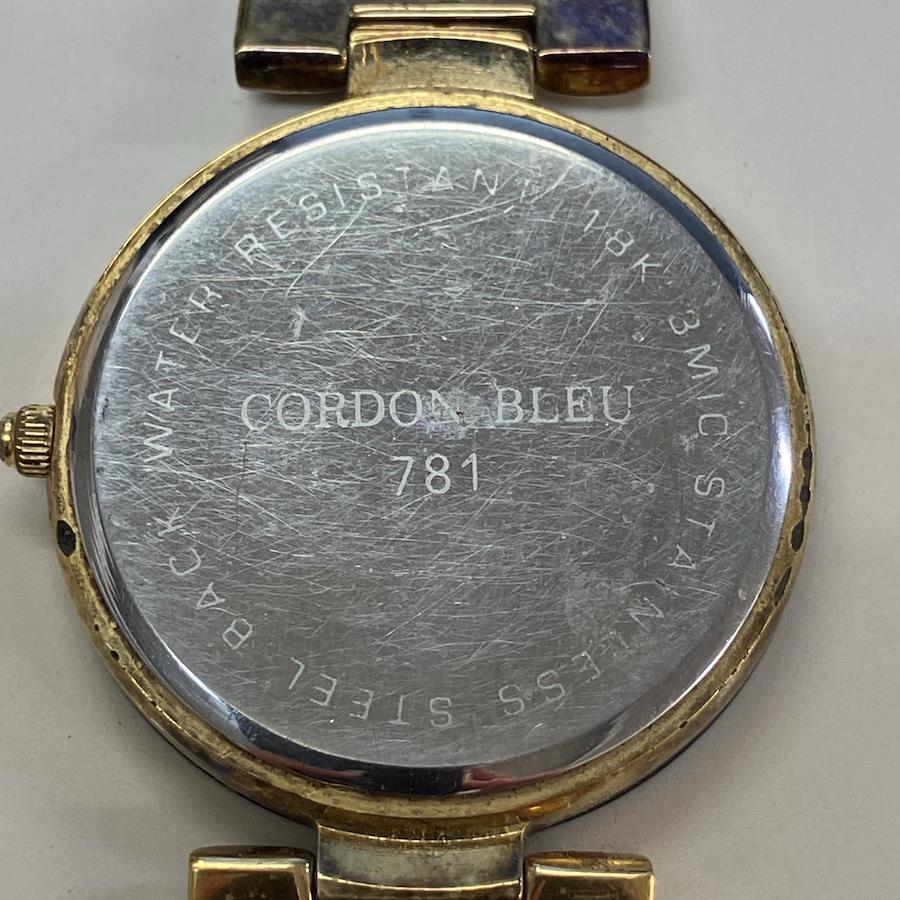 WATER RESISTANT 18K 3MIC STAINLESS STEEL BACK
CORDON BLEU
781